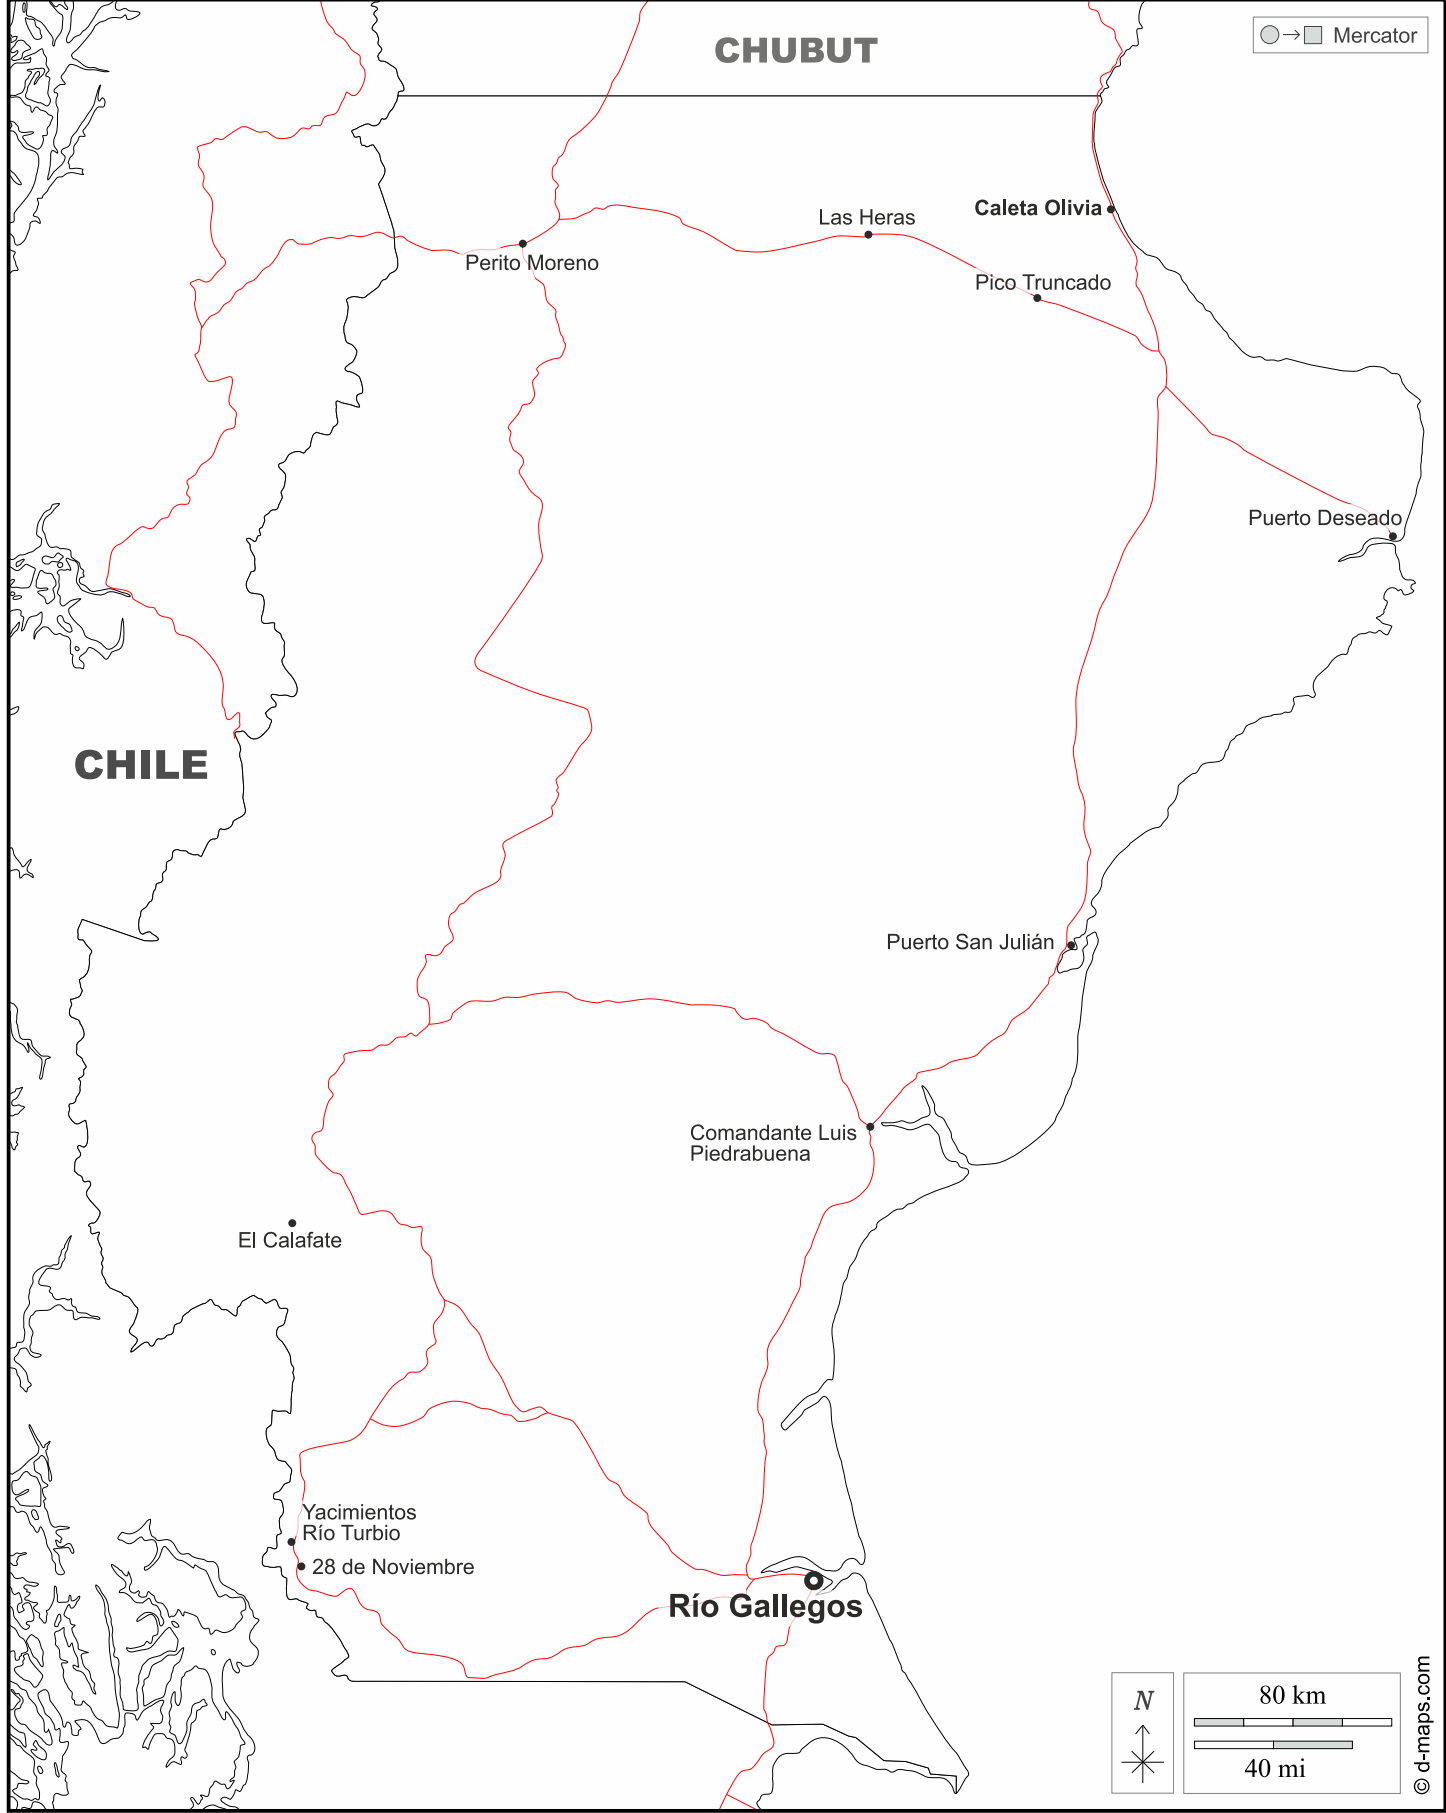 CHUBUT
Mercator
Caleta Olivia
Las Heras
Perito Moreno
Pico Truncado
Puerto Deseado
CHILE
Puerto San Julián
Comandante Luis
Piedrabuena
El Calafate
Yacimientos
Río Turbio
28 de Noviembre
Río Gallegos
N
80 km
40 mi
© d-maps.com